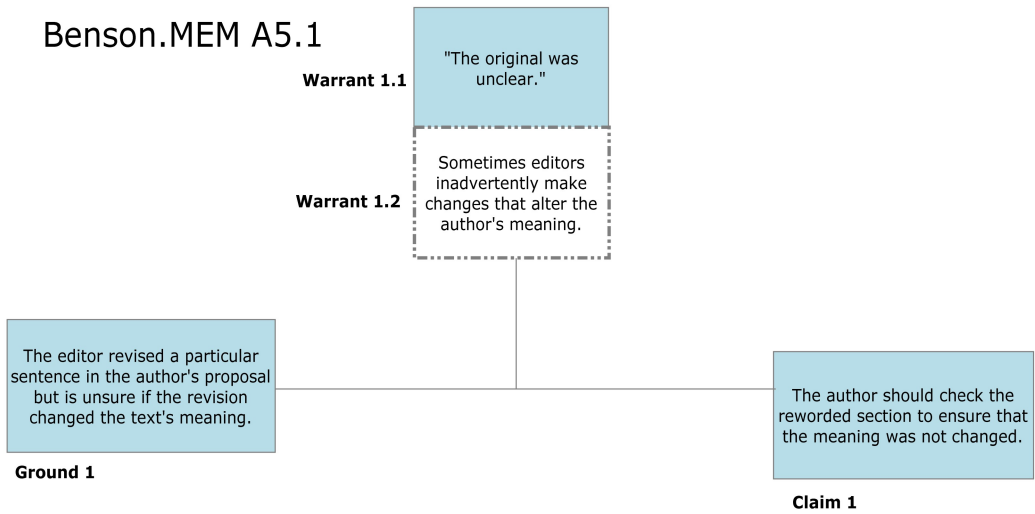 Benson.MEM A5.1
Warrant 1.1
"The original was
unclear."
Warrant 1.2
Sometimes editors
inadvertently make
changes that alter the
author's meaning.
The editor revised a particular
sentence in the author's proposal
but is unsure if the revision
changed the text's meaning.
Ground 1
The author should check the
reworded section to ensure that
the meaning was not changed.
Claim 1